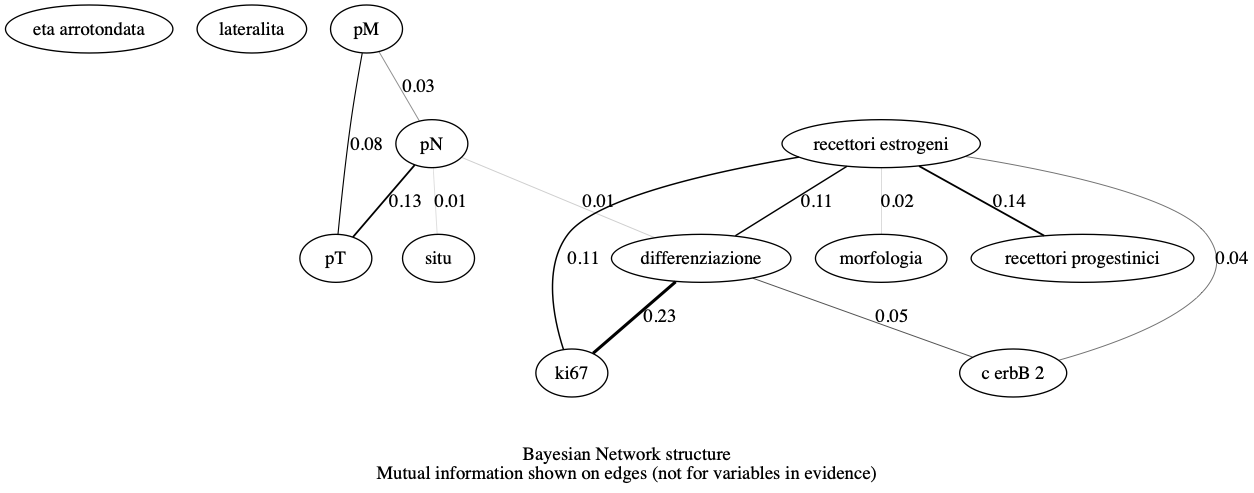 eta arrotondata
lateralita
pM
0.03
pN
recettori estrogeni
0.08
0.13
0.01
0.01
0.11
0.02
0.14
pT
situ
0.11
differenziazione
morfologia
recettori progestinici
0.04
0.23
0.05
ki67
c erbB 2
Bayesian Network structure
Mutual information shown on edges (not for variables in evidence)